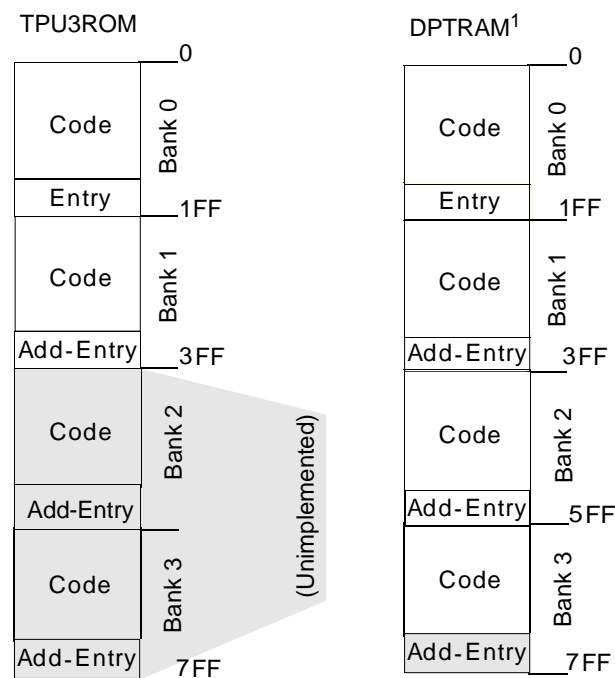 TPU3ROM
0
Code
Bank 0
Entry
1FF
Code
Bank 1
Add-Entry
3FF
Code
Bank 2
Add-Entry
Code
Bank 3
Add-Entry
7FF
(Unimplemented)
DPTRAM1
0
Code
Bank 0
Entry
1FF
Code
Bank 1
Add-Entry
3FF
Code
Bank 2
Add-Entry
5FF
Code
Bank 3
Add-Entry
7FF